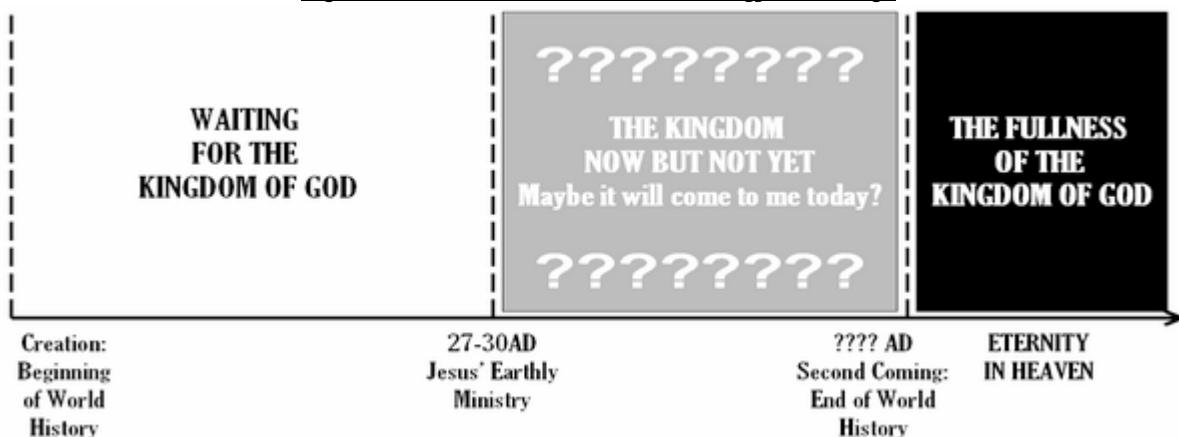 WAITING
FOR THE
KINGDOM OF GOD
????????
THE KINGDOM
NOW BUT NOT YET
Maybe it will come to me today?
????????
THE FULLNESS
OF THE
KINGDOM OF GOD
Creation:
Beginning
of World
History
27-30AD
Jesus' Earthly
Ministry
???? AD
Second Coming:
End of World
History
ETERNITY
IN HEAVEN